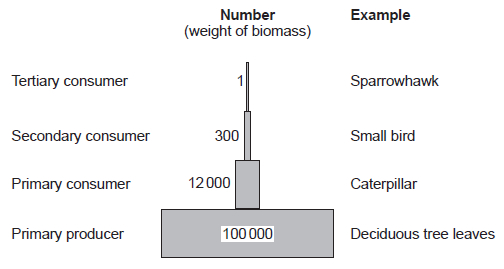 Number Example
(weight of biomass)
Tertiary consumer 1 Sparrowhawk
Secondary consumer 300 Small bird
Primary consumer 12 000 Caterpillar
Primary producer 100 000 Deciduous tree leaves